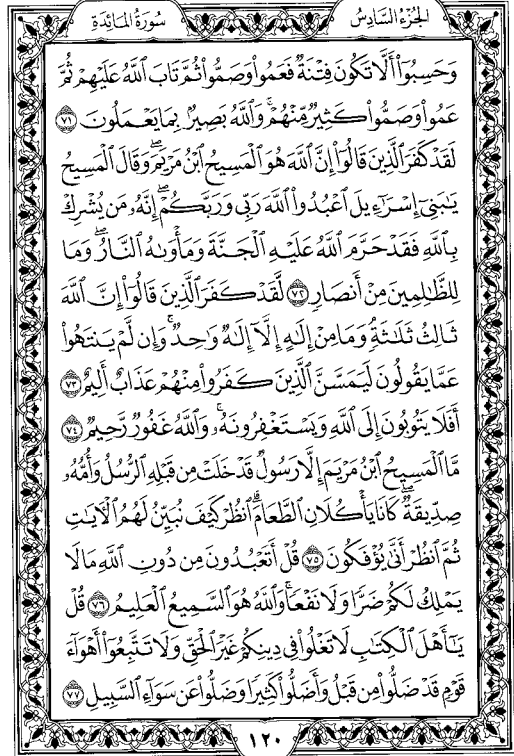 الجزء السادس
سورة المائدة
وَحَسِبُوٓا۟ أَلَّا تَكُونَ فِتْنَةٌ فَعَمُوا۟ وَصَمُّوا۟ ثُمَّ تَابَ ٱللَّهُ عَلَيْهِمْ ثُمَّ
عَمُوا۟ وَصَمُّوا۟ كَثِيرٌ مِّنْهُمْ ۚ وَٱللَّهُ بَصِيرٌۢ بِمَا يَعْمَلُونَ ٧١
لَقَدْ كَفَرَ ٱلَّذِينَ قَالُوٓا۟ إِنَّ ٱللَّهَ هُوَ ٱلْمَسِيحُ ٱبْنُ مَرْيَمَ ۖ وَقَالَ ٱلْمَسِيحُ
يَـٰبَنِىٓ إِسْرَٰٓءِيلَ ٱعْبُدُوا۟ ٱللَّهَ رَبِّى وَرَبَّكُمْ ۖ إِنَّهُۥ مَن يُشْرِكْ
بِٱللَّهِ فَقَدْ حَرَّمَ ٱللَّهُ عَلَيْهِ ٱلْجَنَّةَ وَمَأْوَىٰهُ ٱلنَّارُ ۖ وَمَا
لِلظَّـٰلِمِينَ مِنْ أَنصَارٍ ٧٢ لَّقَدْ كَفَرَ ٱلَّذِينَ قَالُوٓا۟ إِنَّ ٱللَّهَ
ثَالِثُ ثَلَـٰثَةٍ ۘ وَمَا مِنْ إِلَـٰهٍ إِلَّآ إِلَـٰهٌ وَٰحِدٌ ۚ وَإِن لَّمْ يَنتَهُوا۟
عَمَّا يَقُولُونَ لَيَمَسَّنَّ ٱلَّذِينَ كَفَرُوا۟ مِنْهُمْ عَذَابٌ أَلِيمٌ ٧٣
أَفَلَا يَتُوبُونَ إِلَى ٱللَّهِ وَيَسْتَغْفِرُونَهُۥ ۚ وَٱللَّهُ غَفُورٌ رَّحِيمٌ ٧٤
مَّا ٱلْمَسِيحُ ٱبْنُ مَرْيَمَ إِلَّا رَسُولٌ قَدْ خَلَتْ مِن قَبْلِهِ ٱلرُّسُلُ وَأُمُّهُۥ
صِدِّيقَةٌ ۖ كَانَا يَأْكُلَانِ ٱلطَّعَامَ ۗ ٱنظُرْ كَيْفَ نُبَيِّنُ لَهُمُ ٱلْـَٔايَـٰتِ
ثُمَّ ٱنظُرْ أَنَّىٰ يُؤْفَكُونَ ٧٥ قُلْ أَتَعْبُدُونَ مِن دُونِ ٱللَّهِ مَا لَا
يَمْلِكُ لَكُمْ ضَرًّا وَلَا نَفْعًا ۚ وَٱللَّهُ هُوَ ٱلسَّمِيعُ ٱلْعَلِيمُ ٧٦ قُلْ
يَـٰٓأَهْلَ ٱلْكِتَـٰبِ لَا تَغْلُوا۟ فِى دِينِكُمْ غَيْرَ ٱلْحَقِّ وَلَا تَتَّبِعُوٓا۟ أَهْوَآءَ
قَوْمٍ قَدْ ضَلُّوا۟ مِن قَبْلُ وَأَضَلُّوا۟ كَثِيرًا وَضَلُّوا۟ عَن سَوَآءِ ٱلسَّبِيلِ ٧٧
١٢٠